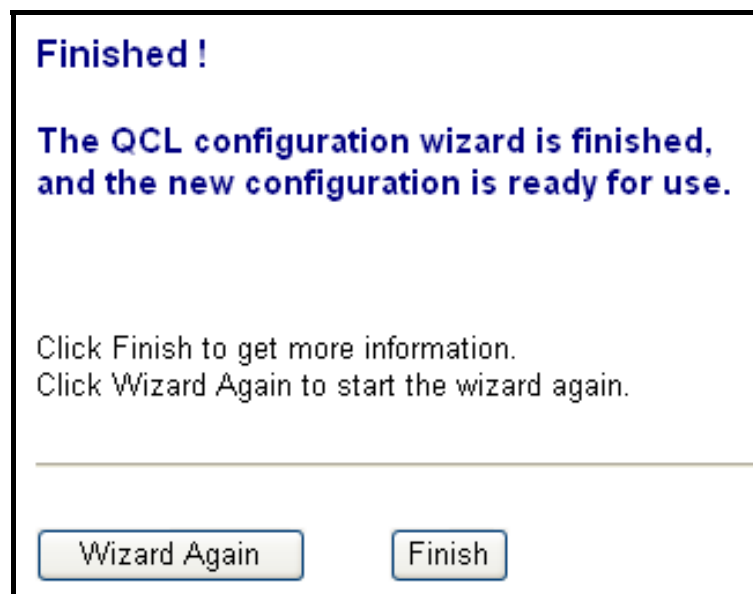 Finished !
The QCL configuration wizard is finished,
and the new configuration is ready for use.
Click Finish to get more information.
Click Wizard Again to start the wizard again.
Wizard Again
Finish